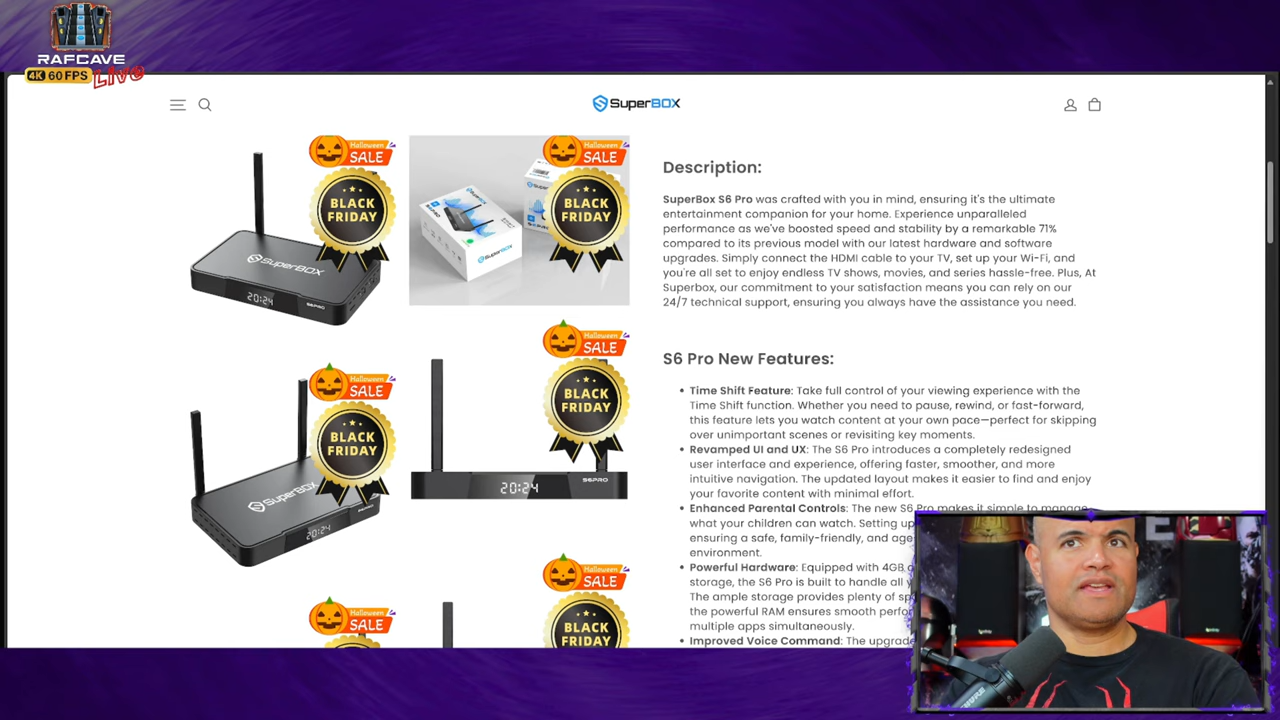 RAFCAVE
4K 60 FPS LIVE
SuperBOX
Halloween
SALE
BLACK
FRIDAY
SuperBOX
20:24
S6PRO
Halloween
SALE
BLACK
FRIDAY
Halloween
SALE
BLACK
FRIDAY
SuperBOX
20:24
Halloween
SALE
BLACK
FRIDAY
20:24
S6PRO
Halloween
SALE
Halloween
SALE
BLACK
FRIDAY
Description:
SuperBox S6 Pro was crafted with you in mind, ensuring it's the ultimate
entertainment companion for your home. Experience unparalleled
performance as we've boosted speed and stability by a remarkable 71%
compared to its previous model with our latest hardware and software
upgrades. Simply connect the HDMI cable to your TV, set up your Wi-Fi, and
you're all set to enjoy endless TV shows, movies, and series hassle-free. Plus, At
Superbox, our commitment to your satisfaction means you can rely on our
24/7 technical support, ensuring you always have the assistance you need.
S6 Pro New Features:
• Time Shift Feature: Take full control of your viewing experience with the
Time Shift function. Whether you need to pause, rewind, or fast-forward,
this feature lets you watch content at your own pace—perfect for skipping
over unimportant scenes or revisiting key moments.
• Revamped UI and UX: The S6 Pro introduces a completely redesigned
user interface and experience, offering faster, smoother, and more
intuitive navigation. The updated layout makes it easier to find and enjoy
your favorite content with minimal effort.
• Enhanced Parental Controls: The new S6 Pro makes it simple to manage
what your children can watch. Setting up
ensuring a safe, family-friendly, and age-
environment.
• Powerful Hardware: Equipped with 4GB
storage, the S6 Pro is built to handle all
The ample storage provides plenty of
the powerful RAM ensures smooth
multiple apps simultaneously.
• Improved Voice Command: The